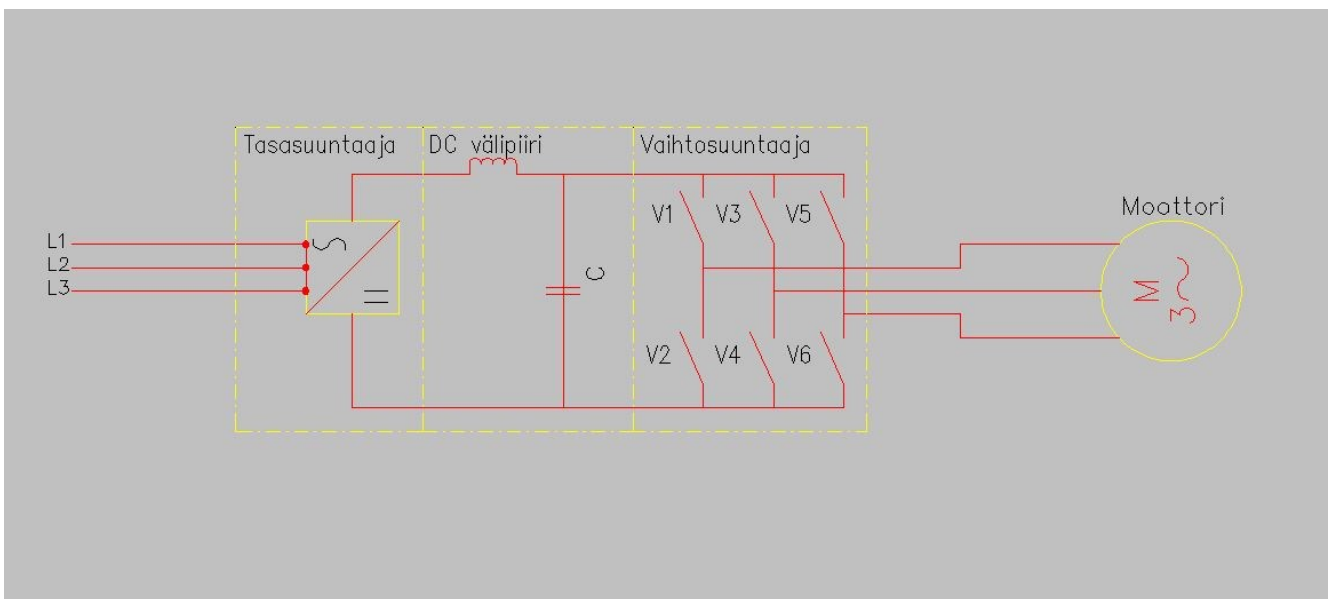 Tasasuuntaaja
DC välipiiri
Vaihtosuuntaaja
Moottori
L1
L2
L3
V1
V3
V5
C
M
3~
V2
V4
V6